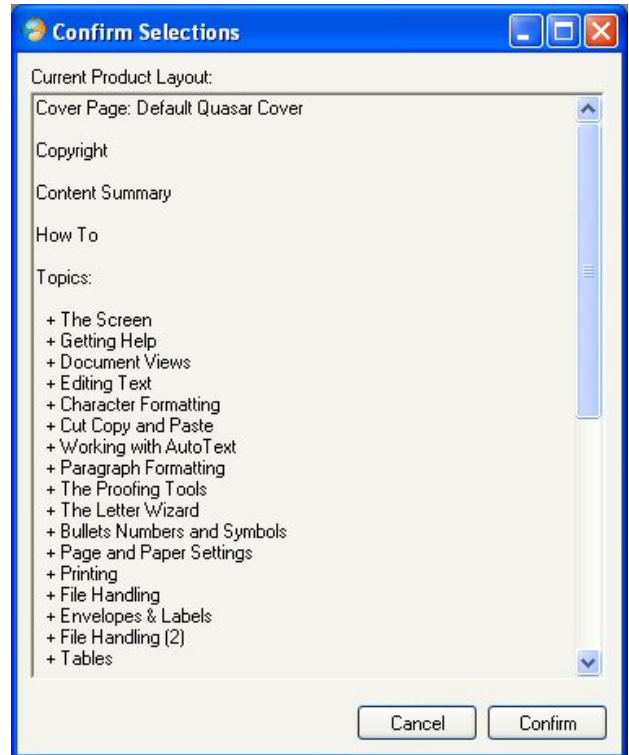 Confirm Selections
Current Product Layout:
Cover Page: Default Quasar Cover
Copyright
Content Summary
How To
Topics:
+ The Screen
+ Getting Help
+ Document Views
+ Editing Text
+ Character Formatting
+ Cut Copy and Paste
+ Working with AutoText
+ Paragraph Formatting
+ The Proofing Tools
+ The Letter Wizard
+ Bullets Numbers and Symbols
+ Page and Paper Settings
+ Printing
+ File Handling
+ Envelopes & Labels
+ File Handling (2)
+ Tables
Cancel Confirm